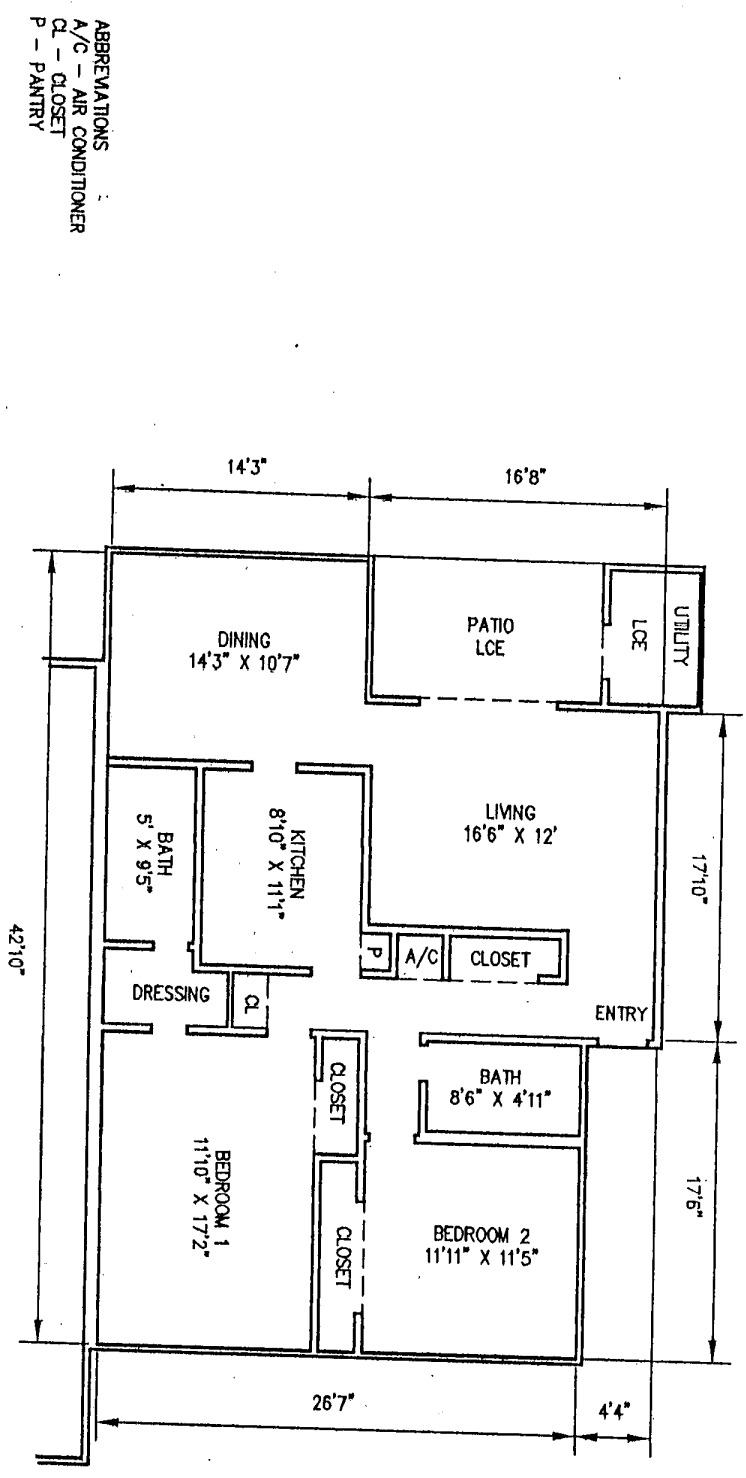 ABBREVIATIONS
A/C – AIR CONDITIONER
CL – CLOSET
P – PANTRY
14'3"
16'8"
UTILITY
LCE
PATIO
LCE
DINING
14'3" X 10'7"
LIVING
16'6" X 12'
17'10"
KITCHEN
8'10" X 11'1"
BATH
5' X 9'5"
42'10"
P
A/C
CLOSET
DRESSING
CL
ENTRY
BATH
8'6" X 4'11"
CLOSET
17'6"
BEDROOM 1
11'10" X 17'2"
CLOSET
BEDROOM 2
11'11" X 11'5"
26'7"
4'4"